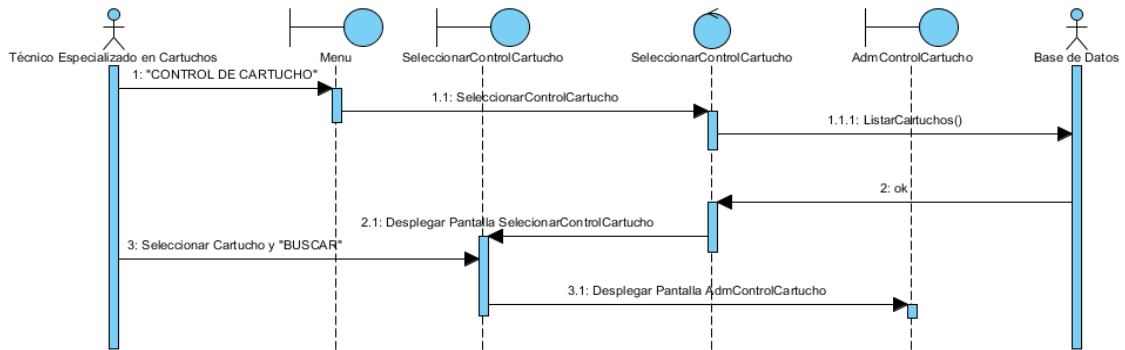 Técnico Especializado en Cartuchos
Menu
SeleccionarControlCartucho
SeleccionarControlCartucho
AdmControlCartucho
Base de Datos
1: "CONTROL DE CARTUCHO"
1.1: SeleccionarControlCartucho
1.1.1: ListarCartuchos()
2: ok
2.1: Desplegar Pantalla SelecionarControlCartucho
3: Seleccionar Cartucho y "BUSCAR"
3.1: Desplegar Pantalla AdmControlCartucho